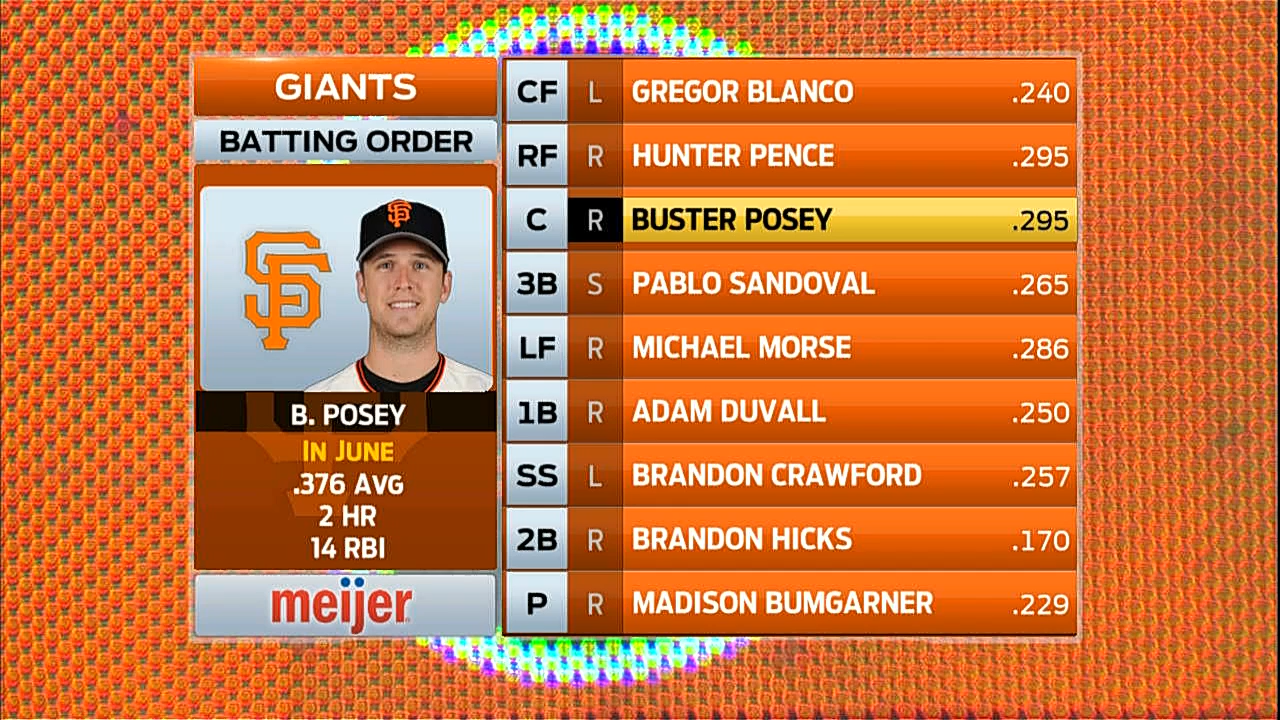 GIANTS
BATTING ORDER
SF
B. POSEY
IN JUNE
.376 AVG
2 HR
14 RBI
meijer
CF L GREGOR BLANCO .240
RF R HUNTER PENCE .295
C R BUSTER POSEY .295
3B S PABLO SANDOVAL .265
LF R MICHAEL MORSE .286
1B R ADAM DUVALL .250
SS L BRANDON CRAWFORD .257
2B R BRANDON HICKS .170
P R MADISON BUMGARNER .229